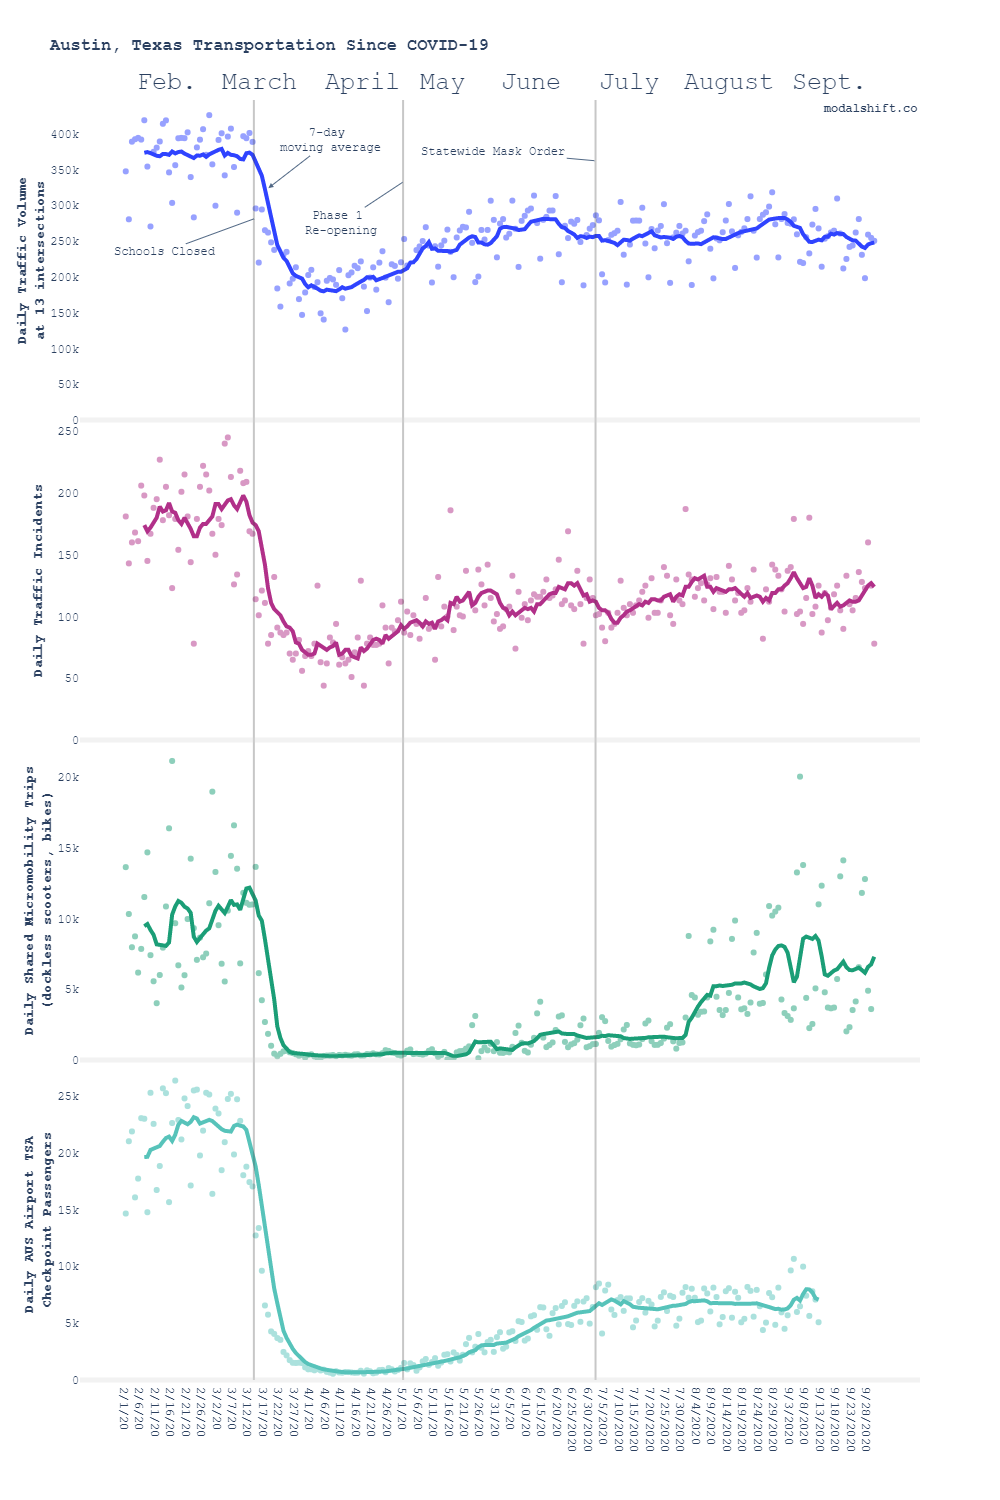 Austin, Texas Transportation Since COVID-19
Feb. March April May June July August Sept.
modalshift.co
Daily Traffic Volume
at 13 intersections
400k
350k
300k
250k
200k
150k
100k
50k
0
7-day
moving average
Statewide Mask Order
Phase 1
Re-opening
Schools Closed
Daily Traffic Incidents
250
200
150
100
50
0
Daily Shared Micromobility Trips
(dockless scooters, bikes)
20k
15k
10k
5k
0
Daily AUS Airport TSA
Checkpoint Passengers
25k
20k
15k
10k
5k
0
2/1/20
2/6/20
2/11/20
2/16/20
2/21/20
2/26/20
3/2/20
3/7/20
3/12/20
3/17/20
3/22/20
3/27/20
4/1/20
4/6/20
4/11/20
4/16/20
4/21/20
4/26/20
5/1/20
5/6/20
5/11/20
5/16/20
5/21/20
5/26/20
5/31/20
6/5/20
6/10/20
6/15/20
6/20/20
6/25/2020
6/30/2020
7/5/2020
7/10/2020
7/15/2020
7/20/2020
7/25/2020
7/30/2020
8/4/2020
8/9/2020
8/14/2020
8/19/2020
8/24/2020
8/29/2020
9/3/2020
9/8/2020
9/13/2020
9/18/2020
9/23/2020
9/28/2020